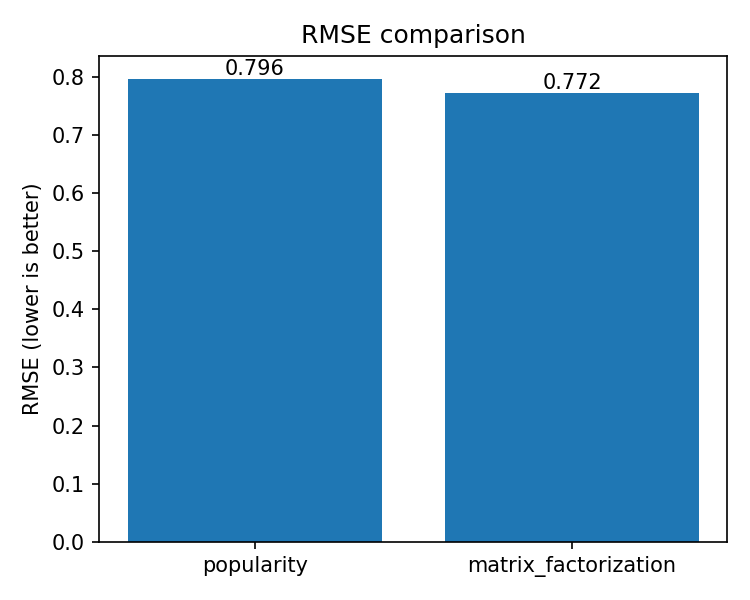 RMSE comparison
RMSE (lower is better)
0.8
0.7
0.6
0.5
0.4
0.3
0.2
0.1
0.0
0.796
0.772
popularity
matrix_factorization